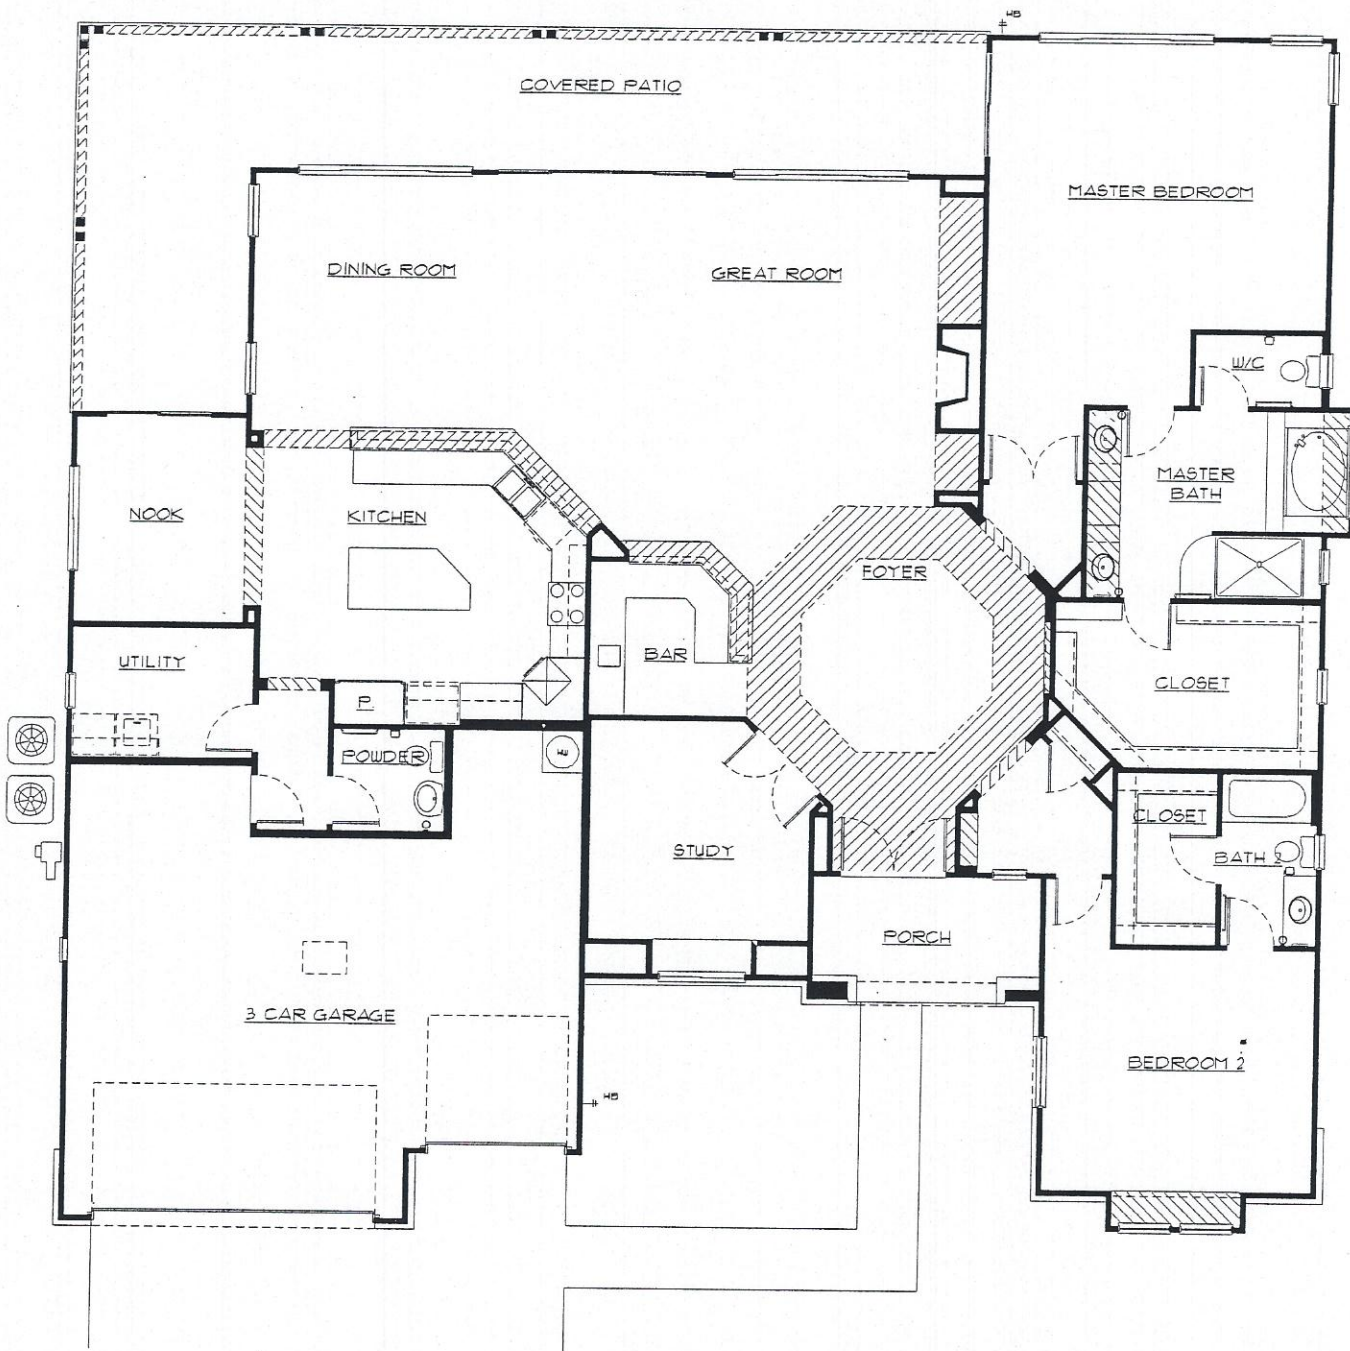 HB
COVERED PATIO
MASTER BEDROOM
DINING ROOM
GREAT ROOM
W/C
MASTER
BATH
NOOK
KITCHEN
FOYER
UTILITY
BAR
CLOSET
P.
POWDER
HW
CLOSET
STUDY
BATH 2
PORCH
3 CAR GARAGE
BEDROOM 2
HB